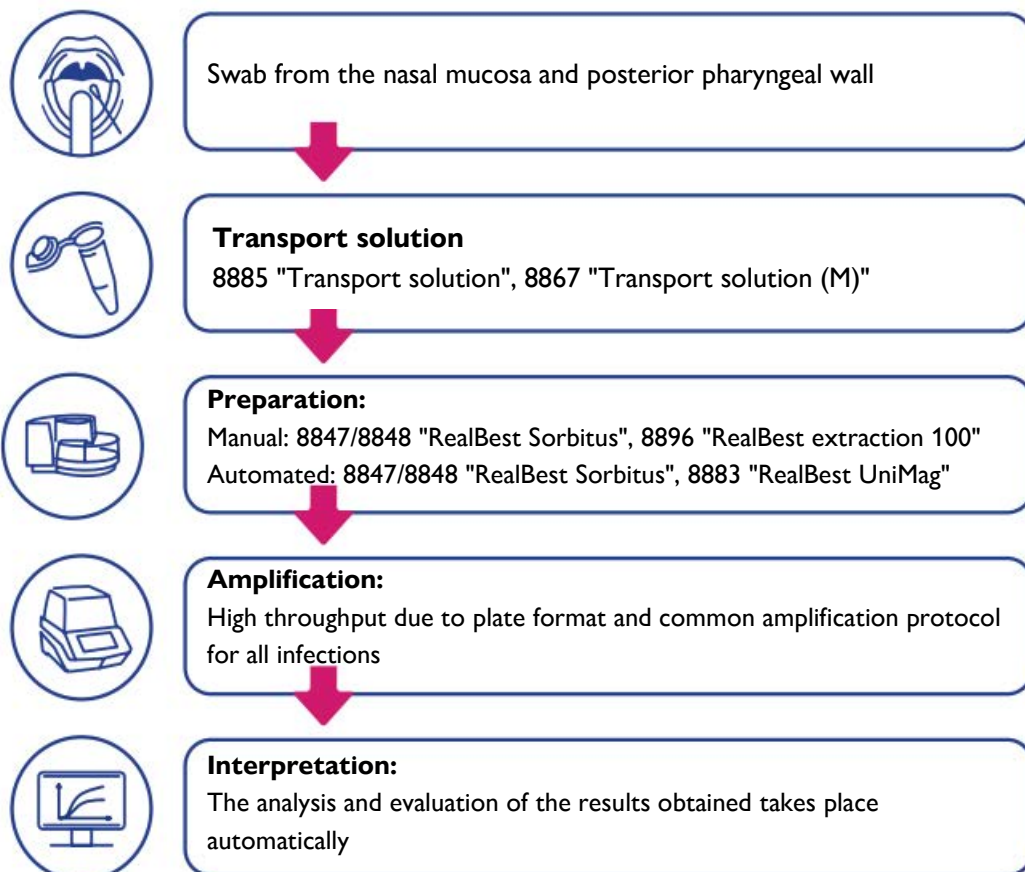 Swab from the nasal mucosa and posterior pharyngeal wall
Transport solution
8885 "Transport solution", 8867 "Transport solution (M)"
Preparation:
Manual: 8847/8848 "RealBest Sorbitus", 8896 "RealBest extraction 100"
Automated: 8847/8848 "RealBest Sorbitus", 8883 "RealBest UniMag"
Amplification:
High throughput due to plate format and common amplification protocol
for all infections
Interpretation:
The analysis and evaluation of the results obtained takes place
automatically